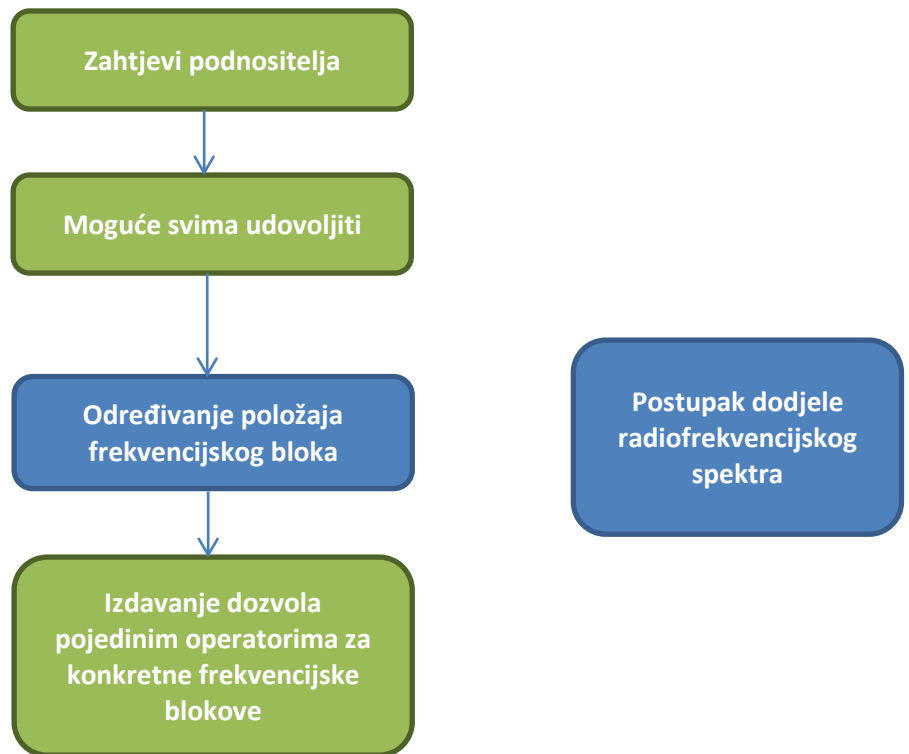 Zahtjevi podnositelja
Moguće svima udovoljiti
Određivanje položaja
frekvencijskog bloka
Postupak dodjele
radiofrekvencijskog
spektra
Izdavanje dozvola
pojedinim operatorima za
konkretne frekvencijske
blokove